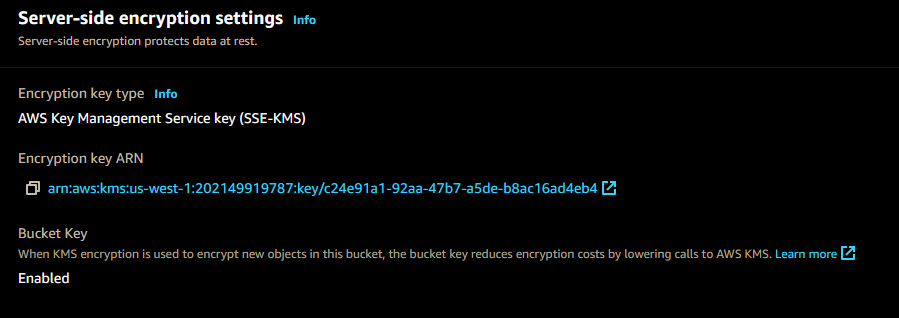 Server-side encryption settings Info
Server-side encryption protects data at rest.
Encryption key type Info
AWS Key Management Service key (SSE-KMS)
Encryption key ARN
arn:aws:kms:us-west-1:202149919787:key/c24e91a1-92aa-47b7-a5de-b8ac16ad4eb4
Bucket Key
When KMS encryption is used to encrypt new objects in this bucket, the bucket key reduces encryption costs by lowering calls to AWS KMS. Learn more
Enabled